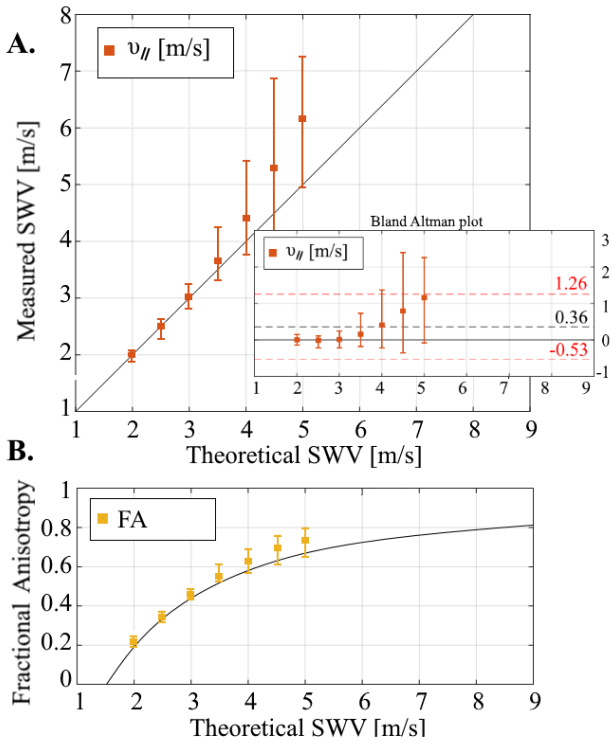 A.
υ// [m/s]
Measured SWV [m/s]
8
7
6
5
4
3
2
1
1 2 3 4 5 6 7 8 9
Theoretical SWV [m/s]
Bland Altman plot
υ// [m/s]
1.26
0.36
-0.53
3
2
1
0
-1
1 2 3 4 5 6 7 8 9
B.
FA
Fractional Anisotropy
1
0.8
0.6
0.4
0.2
0
1 2 3 4 5 6 7 8 9
Theoretical SWV [m/s]